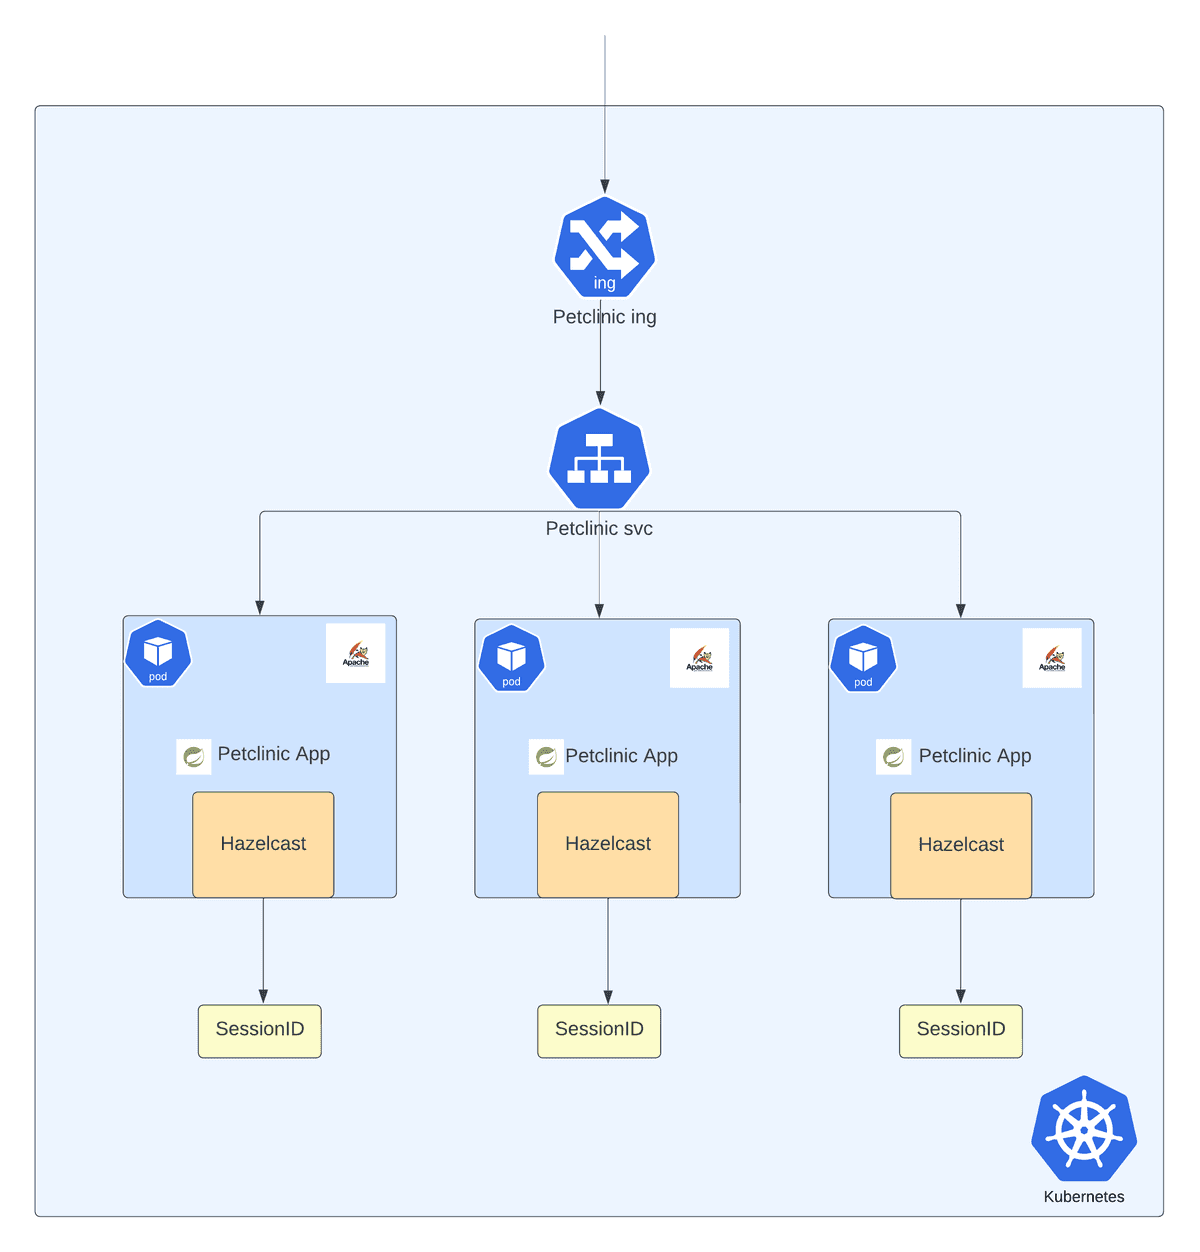 ing
Petclinic ing
Petclinic svc
pod
Apache
pod
Apache
pod
Apache
Petclinic App
Petclinic App
Petclinic App
Hazelcast
Hazelcast
Hazelcast
SessionID
SessionID
SessionID
Kubernetes